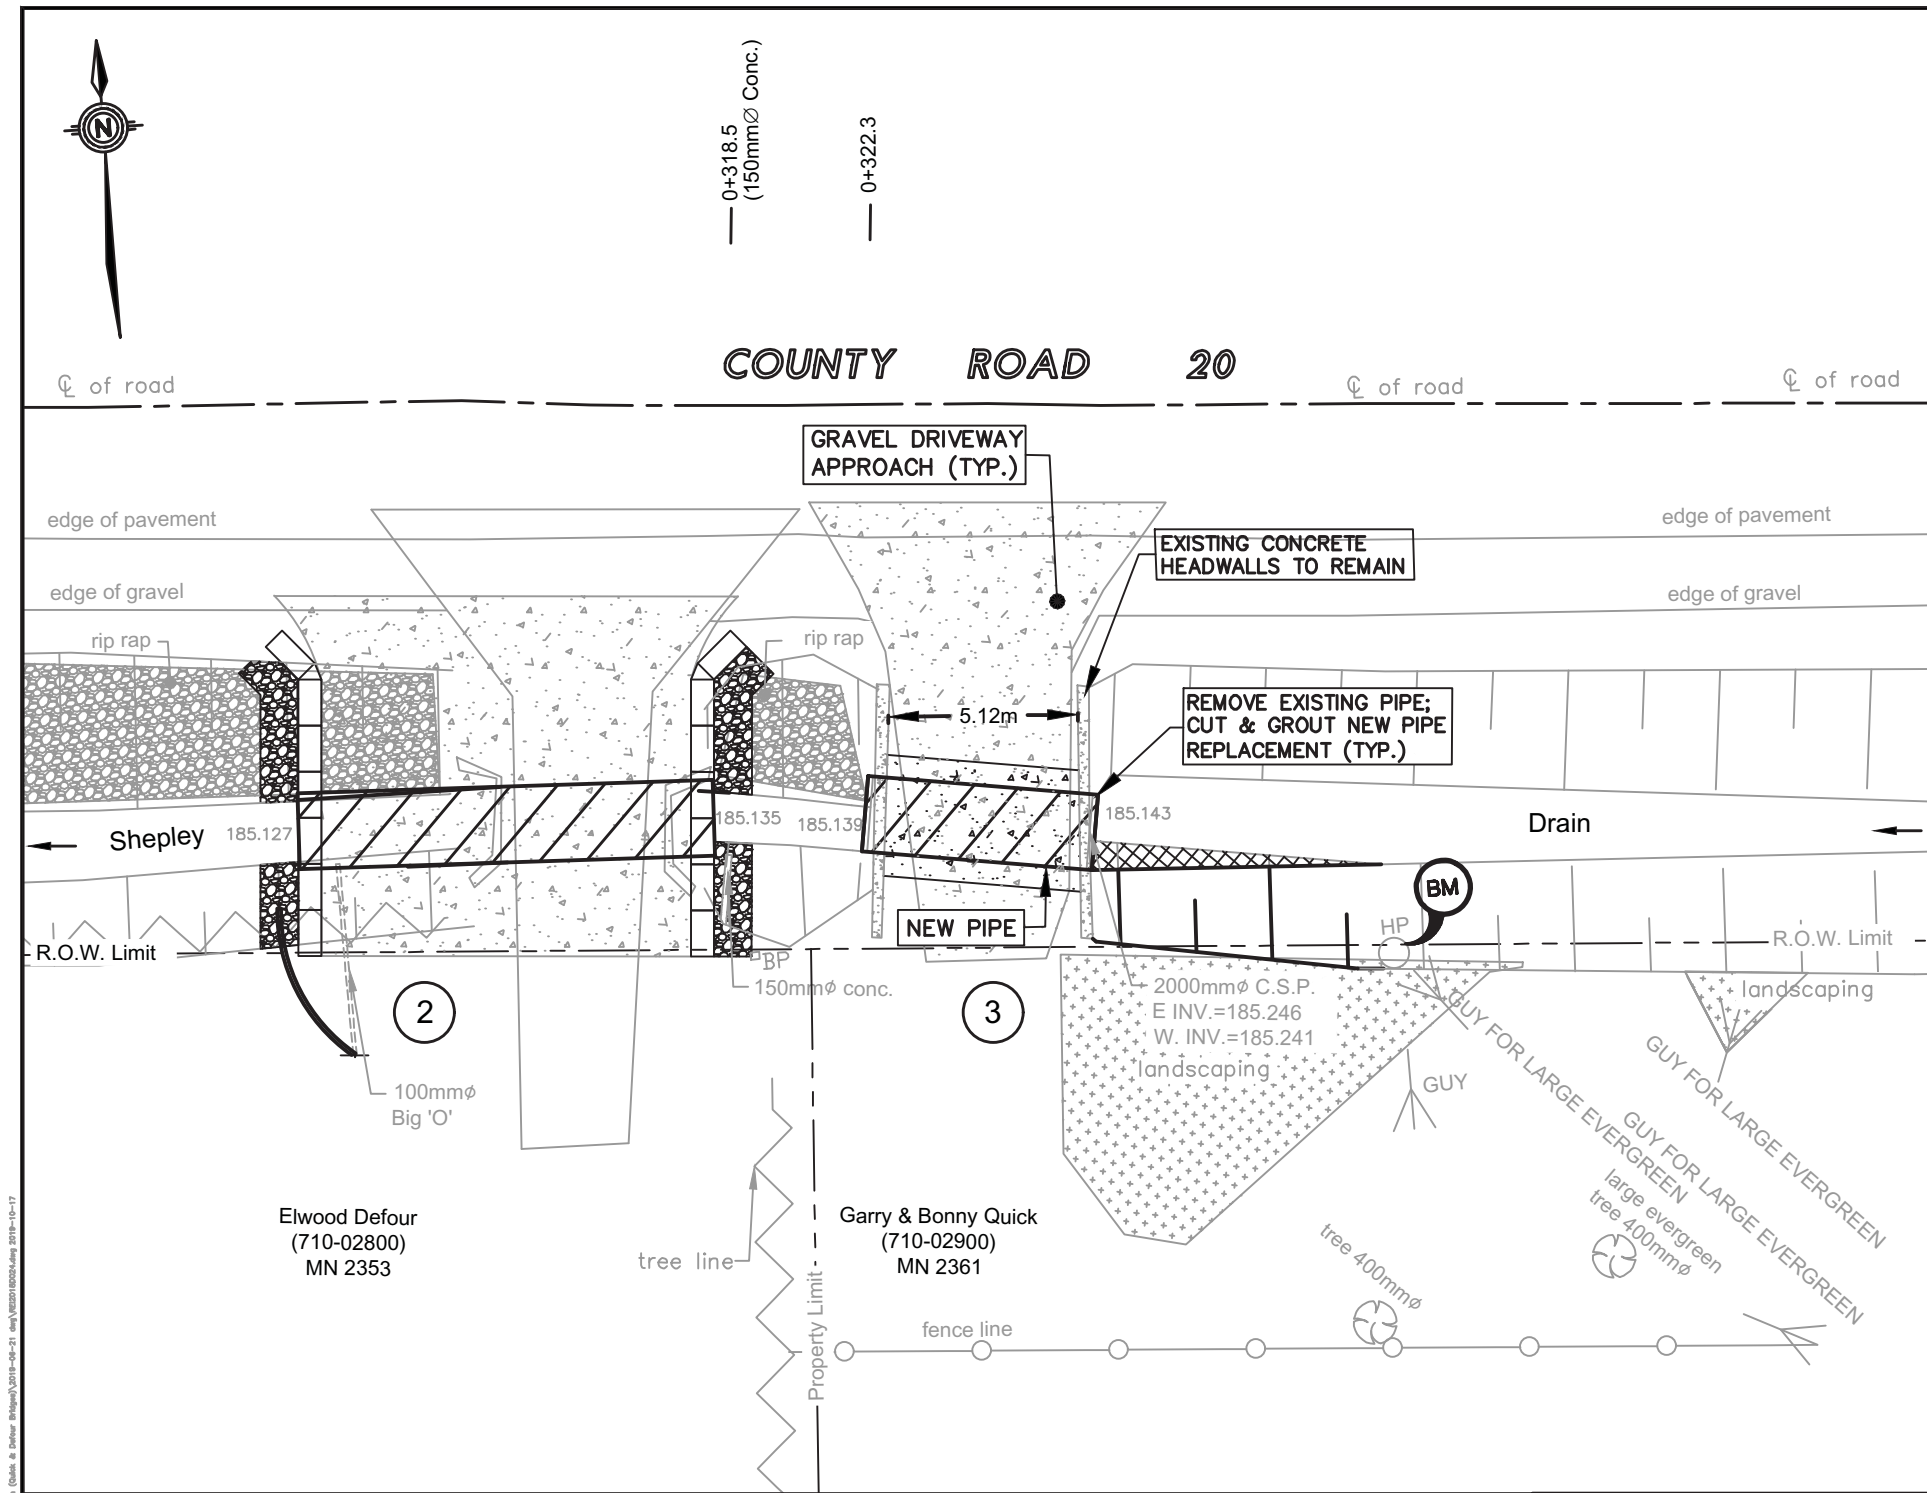 N
0+318.5
(150mmØ Conc.)
0+322.3
COUNTY ROAD 20
℄ of road
℄ of road
℄ of road
GRAVEL DRIVEWAY
APPROACH (TYP.)
edge of pavement
edge of pavement
EXISTING CONCRETE
HEADWALLS TO REMAIN
edge of gravel
edge of gravel
rip rap
rip rap
5.12m
REMOVE EXISTING PIPE;
CUT & GROUT NEW PIPE
REPLACEMENT (TYP.)
Shepley
185.127
185.135
185.139
185.143
Drain
BM
NEW PIPE
HP
R.O.W. Limit
R.O.W. Limit
BP
150mmø conc.
2
3
2000mmø C.S.P.
E INV.=185.246
W. INV.=185.241
landscaping
landscaping
GUY
GUY FOR LARGE EVERGREEN
GUY FOR LARGE EVERGREEN
GUY FOR LARGE EVERGREEN
100mmø
Big 'O'
large evergreen
tree 400mmø
tree 400mmø
Elwood Defour
(710-02800)
MN 2353
tree line
Property Limit
Garry & Bonny Quick
(710-02900)
MN 2361
fence line